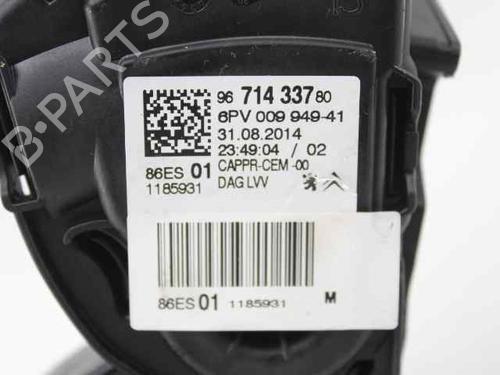 B-PARTS
96 714 337 80
6PV 009 949-41
31.08.2014
23:49:04 / 02
86ES 01 CAPPR-CEM -00
1185931 DAG LVV
86ES 01 1185931 M